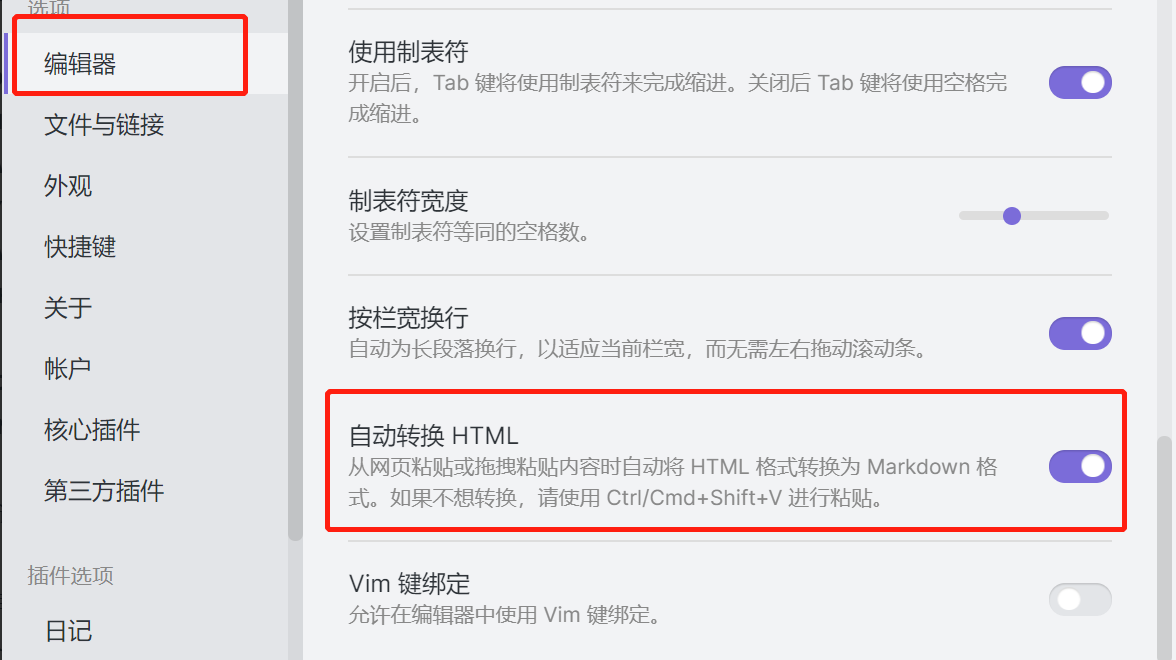 选项
编辑器
文件与链接
外观
快捷键
关于
帐户
核心插件
第三方插件
插件选项
日记
使用制表符
开启后，Tab 键将使用制表符来完成缩进。关闭后 Tab 键将使用空格完
成缩进。
制表符宽度
设置制表符等同的空格数。
按栏宽换行
自动为长段落换行，以适应当前栏宽，而无需左右拖动滚动条。
自动转换 HTML
从网页粘贴或拖拽粘贴内容时自动将 HTML 格式转换为 Markdown 格
式。如果不想转换，请使用 Ctrl/Cmd+Shift+V 进行粘贴。
Vim 键绑定
允许在编辑器中使用 Vim 键绑定。